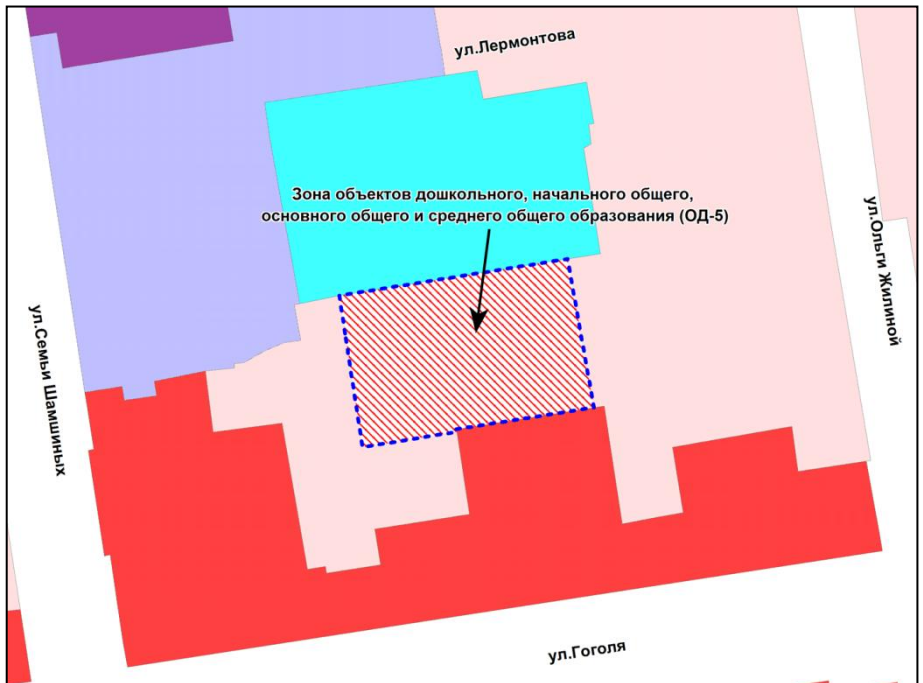 ул.Лермонтова
Зона объектов дошкольного, начального общего,
основного общего и среднего общего образования (ОД-5)
ул.Ольги Жилиной
ул.Семьи Шамшиных
ул.Гоголя